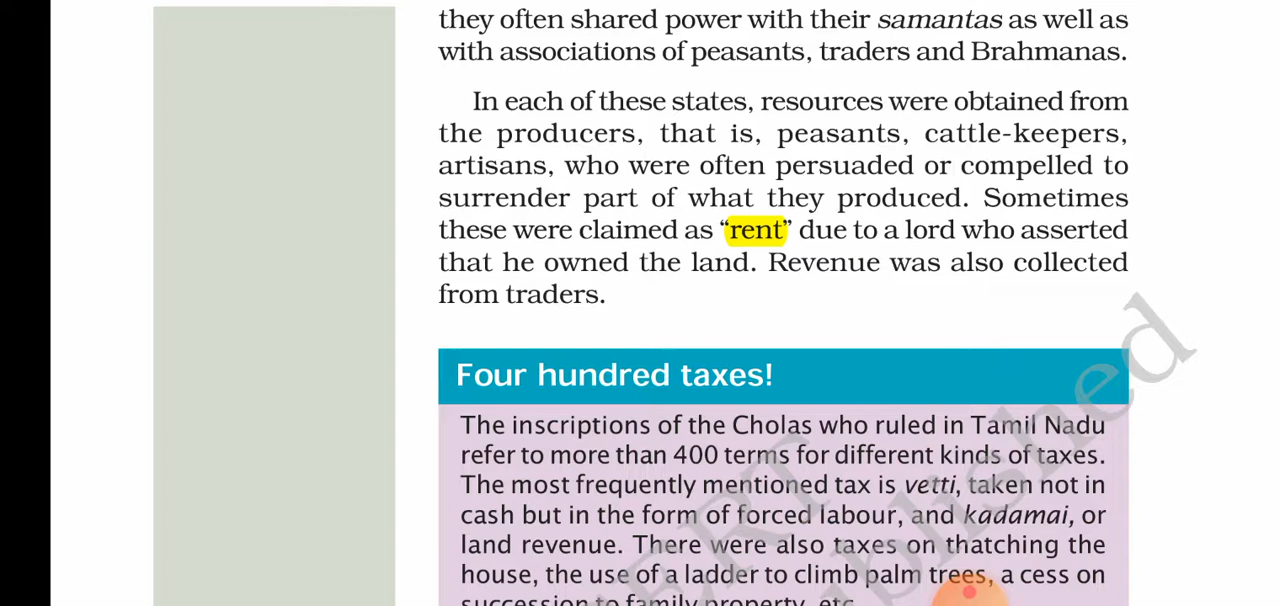 they often shared power with their samantas as well as
with associations of peasants, traders and Brahmanas.
In each of these states, resources were obtained from
the producers, that is, peasants, cattle-keepers,
artisans, who were often persuaded or compelled to
surrender part of what they produced. Sometimes
these were claimed as “rent” due to a lord who asserted
that he owned the land. Revenue was also collected
from traders.
Four hundred taxes!
The inscriptions of the Cholas who ruled in Tamil Nadu
refer to more than 400 terms for different kinds of taxes.
The most frequently mentioned tax is vetti, taken not in
cash but in the form of forced labour, and kadamai, or
land revenue. There were also taxes on thatching the
house, the use of a ladder to climb palm trees, a cess on
succession to family property, etc.